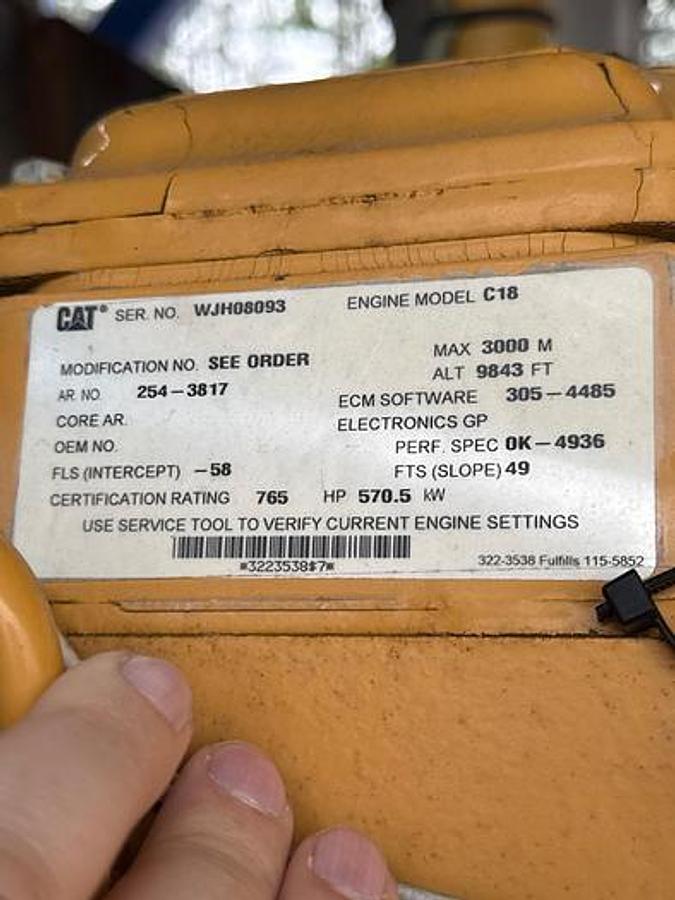 CAT® SER. NO. WJH08093 ENGINE MODEL C18
MAX 3000 M
MODIFICATION NO. SEE ORDER ALT 9843 FT
AR NO. 254-3817 ECM SOFTWARE 305-4485
CORE AR. ELECTRONICS GP
OEM NO. PERF. SPEC 0K-4936
FLS (INTERCEPT) -58 FTS (SLOPE) 49
CERTIFICATION RATING 765 HP 570.5 kW
USE SERVICE TOOL TO VERIFY CURRENT ENGINE SETTINGS
*3223538$7* 322-3538 Fulfills 115-5852